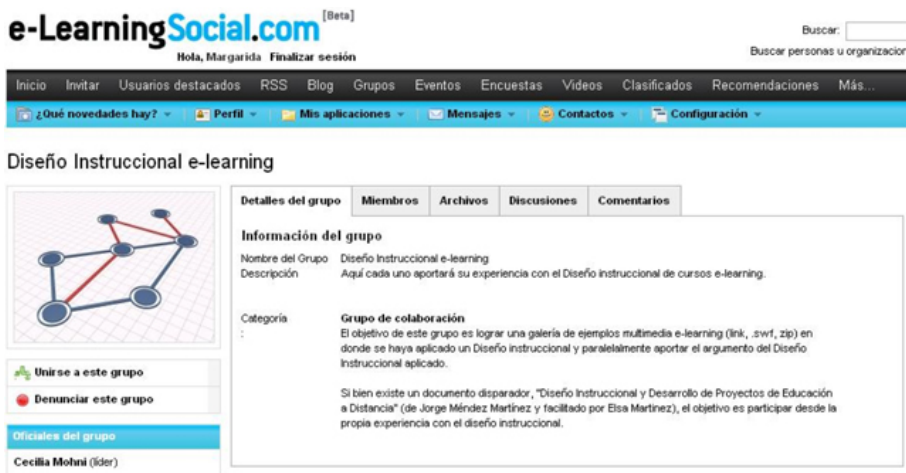 e-LearningSocial.com [Beta]
Hola, Margarida Finalizar sesión
Buscar:
Buscar personas u organizacion
Inicio Invitar Usuarios destacados RSS Blog Grupos Eventos Encuestas Videos Clasificados Recomendaciones Más...
¿Qué novedades hay? Perfil Mis aplicaciones Mensajes Contactos Configuración
Diseño Instruccional e-learning
Detalles del grupo Miembros Archivos Discusiones Comentarios
Información del grupo
Nombre del Grupo Diseño Instruccional e-learning
Descripción Aquí cada uno aportará su experiencia con el Diseño instruccional de cursos e-learning.
Categoría Grupo de colaboración
: El objetivo de este grupo es lograr una galería de ejemplos multimedia e-learning (link, .swf, zip) en
donde se haya aplicado un Diseño instruccional y paralelalmente aportar el argumento del Diseño
Instruccional aplicado.
Si bien existe un documento disparador, "Diseño Instruccional y Desarrollo de Proyectos de Educación
a Distancia" (de Jorge Méndez Martínez y facilitado por Elsa Martinez), el objetivo es participar desde la
propia experiencia con el diseño instruccional.
Unirse a este grupo
Denunciar este grupo
Oficiales del grupo
Cecilia Mohni (líder)